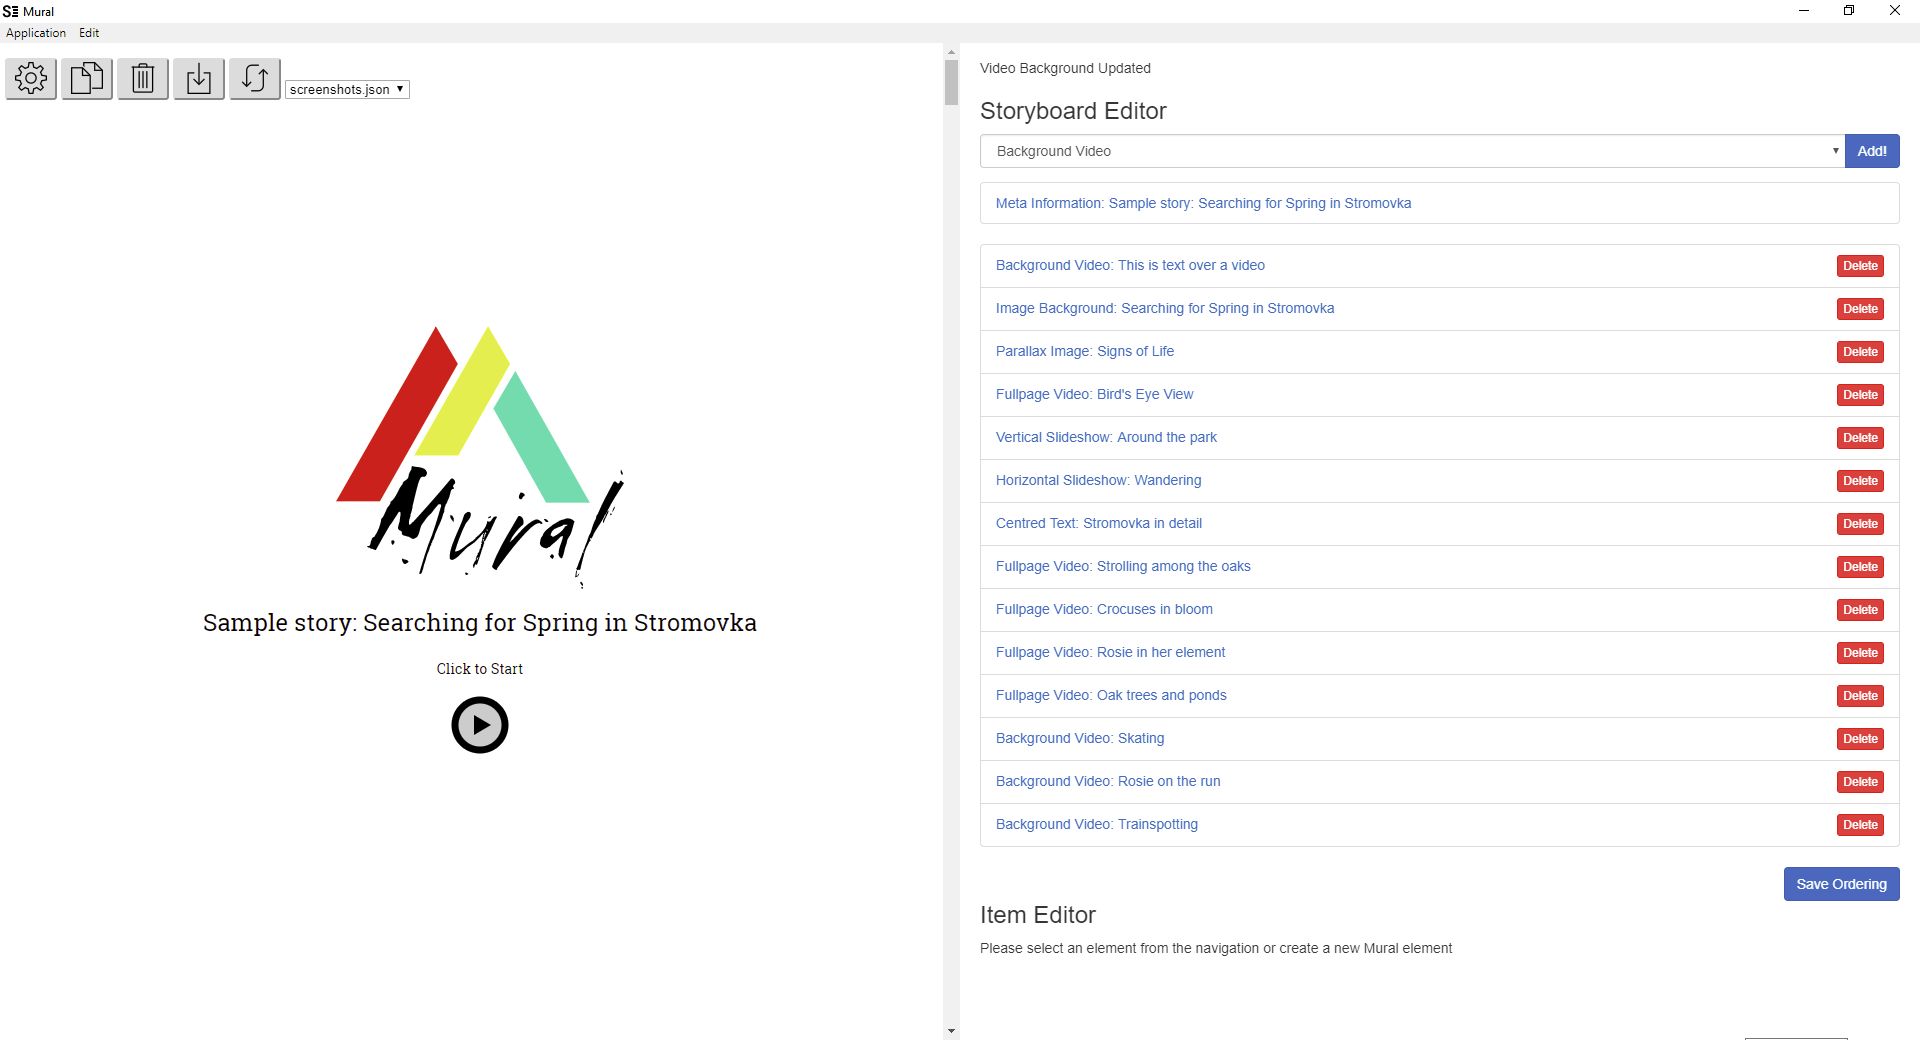 Mural
Application Edit
screenshots.json
Mural
Sample story: Searching for Spring in Stromovka
Click to Start
Video Background Updated
Storyboard Editor
Background Video Add!
Meta Information: Sample story: Searching for Spring in Stromovka
Background Video: This is text over a video Delete
Image Background: Searching for Spring in Stromovka Delete
Parallax Image: Signs of Life Delete
Fullpage Video: Bird's Eye View Delete
Vertical Slideshow: Around the park Delete
Horizontal Slideshow: Wandering Delete
Centred Text: Stromovka in detail Delete
Fullpage Video: Strolling among the oaks Delete
Fullpage Video: Crocuses in bloom Delete
Fullpage Video: Rosie in her element Delete
Fullpage Video: Oak trees and ponds Delete
Background Video: Skating Delete
Background Video: Rosie on the run Delete
Background Video: Trainspotting Delete
Save Ordering
Item Editor
Please select an element from the navigation or create a new Mural element